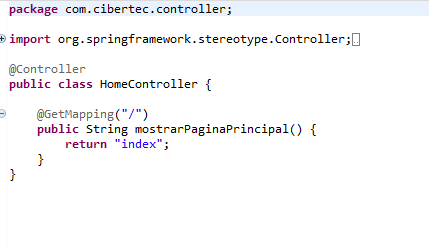 package com.cibertec.controller;
import org.springframework.stereotype.Controller;
@Controller
public class HomeController {
@GetMapping("/")
public String mostrarPaginaPrincipal() {
return "index";
}
}